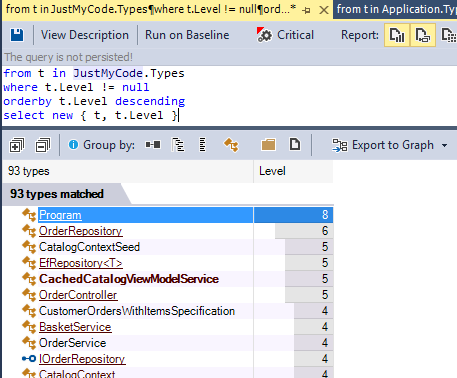 from t in JustMyCode.Types¶where t.Level != null¶ord...*
from t in Application.Typ
View Description
Run on Baseline
Critical
Report:
The query is not persisted!
from t in JustMyCode.Types
where t.Level != null
orderby t.Level descending
select new { t, t.Level }
Group by:
Export to Graph
93 types
Level
93 types matched
Program 8
OrderRepository 6
CatalogContextSeed 5
EfRepository<T> 5
CachedCatalogViewModelService 5
OrderController 5
CustomerOrdersWithItemsSpecification 4
BasketService 4
OrderService 4
IOrderRepository 4
CatalogContext 4